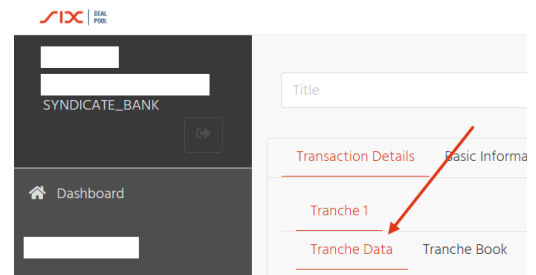 SIX DEAL
POOL
SYNDICATE_BANK
Title
Transaction Details Basic Informa
Dashboard
Tranche 1
Tranche Data Tranche Book